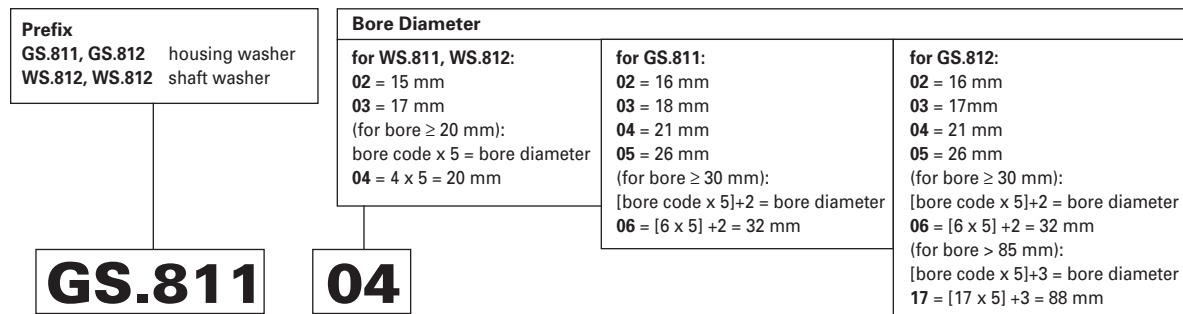 Prefix
GS.811, GS.812 housing washer
WS.812, WS.812 shaft washer
Bore Diameter
for WS.811, WS.812:
02 = 15 mm
03 = 17 mm
(for bore ≥ 20 mm):
bore code x 5 = bore diameter
04 = 4 x 5 = 20 mm
for GS.811:
02 = 16 mm
03 = 18 mm
04 = 21 mm
05 = 26 mm
(for bore ≥ 30 mm):
[bore code x 5]+2 = bore diameter
06 = [6 x 5] +2 = 32 mm
for GS.812:
02 = 16 mm
03 = 17mm
04 = 21 mm
05 = 26 mm
(for bore ≥ 30 mm):
[bore code x 5]+2 = bore diameter
06 = [6 x 5] +2 = 32 mm
(for bore > 85 mm):
[bore code x 5]+3 = bore diameter
17 = [17 x 5] +3 = 88 mm
GS.811 04